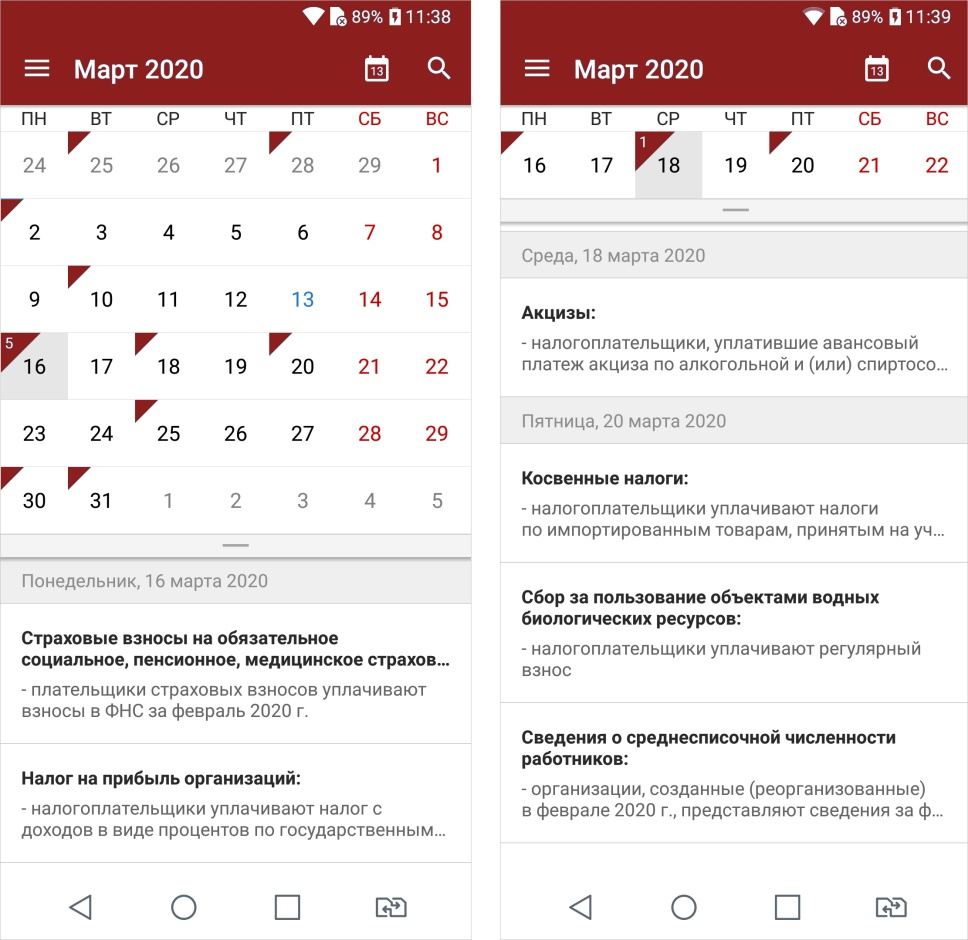 89% 11:38
Март 2020 13
ПН ВТ СР ЧТ ПТ СБ ВС
24 25 26 27 28 29 1
2 3 4 5 6 7 8
9 10 11 12 13 14 15
5
16 17 18 19 20 21 22
23 24 25 26 27 28 29
30 31 1 2 3 4 5
Понедельник, 16 марта 2020
Страховые взносы на обязательное
социальное, пенсионное, медицинское страхов...
- плательщики страховых взносов уплачивают
взносы в ФНС за февраль 2020 г.
Налог на прибыль организаций:
- налогоплательщики уплачивают налог с
доходов в виде процентов по государственным...
89% 11:39
Март 2020 13
ПН ВТ СР ЧТ ПТ СБ ВС
1
16 17 18 19 20 21 22
Среда, 18 марта 2020
Акцизы:
- налогоплательщики, уплатившие авансовый
платеж акциза по алкогольной и (или) спиртосо...
Пятница, 20 марта 2020
Косвенные налоги:
- налогоплательщики уплачивают налоги
по импортированным товарам, принятым на уч...
Сбор за пользование объектами водных
биологических ресурсов:
- налогоплательщики уплачивают регулярный
взнос
Сведения о среднесписочной численности
работников:
- организации, созданные (реорганизованные)
в феврале 2020 г., представляют сведения за ф...